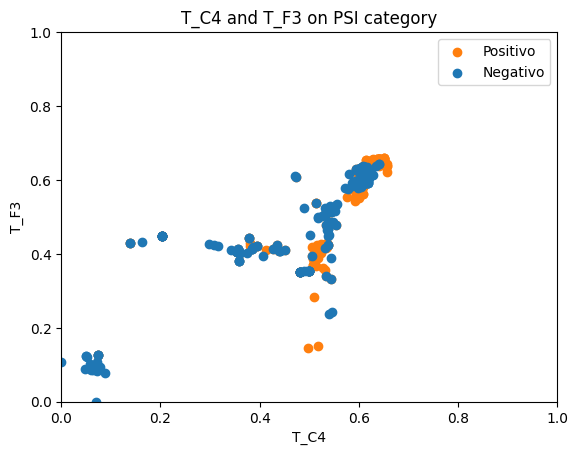 T_C4 and T_F3 on PSI category
Positivo
Negativo
1.0
0.8
0.6
0.4
0.2
0.0
T_F3
0.0 0.2 0.4 0.6 0.8 1.0
T_C4